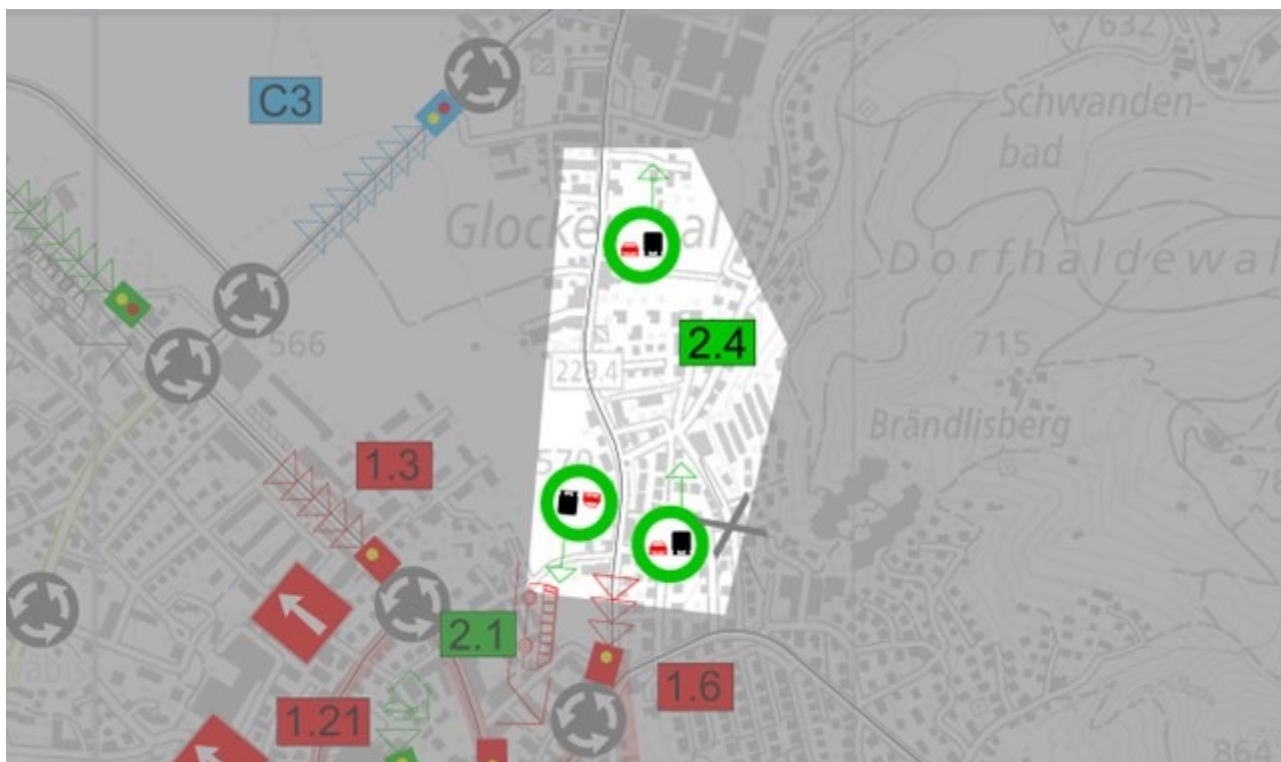 632
C3
Schwanden-
bad
Glockenthal
Dorfhaldewal
566
2.4
715
229.4
Brändlisberg
1.3
570
2.1
1.6
1.21
864